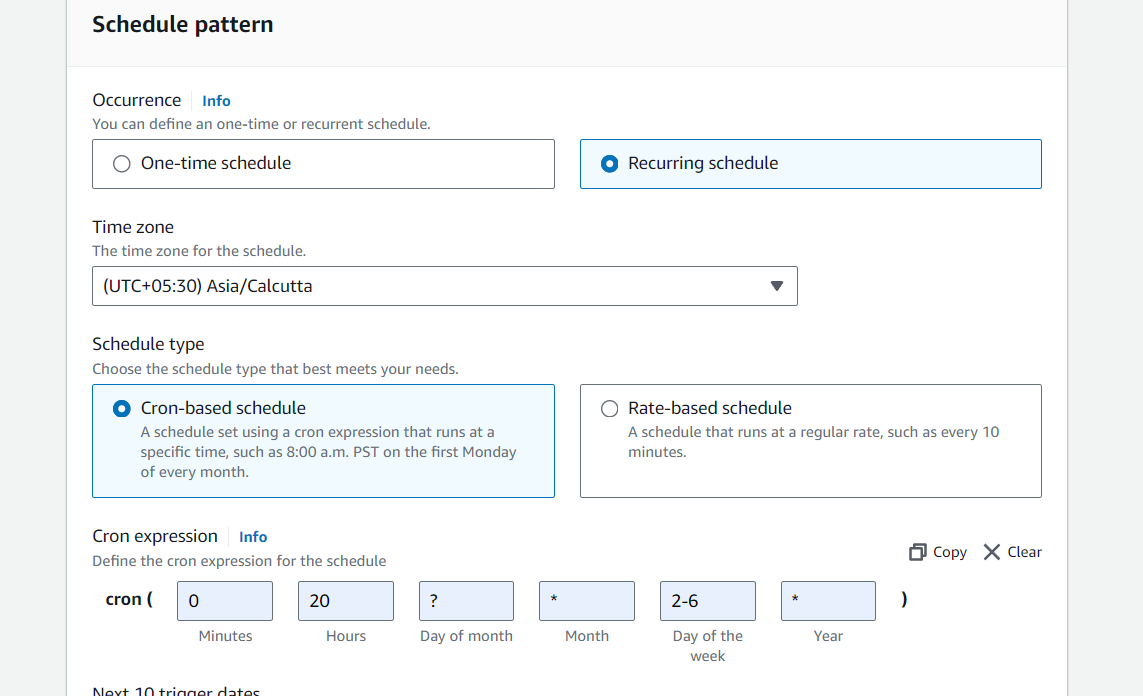 Schedule pattern
Occurrence Info
You can define an one-time or recurrent schedule.
One-time schedule
Recurring schedule
Time zone
The time zone for the schedule.
(UTC+05:30) Asia/Calcutta
Schedule type
Choose the schedule type that best meets your needs.
Cron-based schedule
A schedule set using a cron expression that runs at a
specific time, such as 8:00 a.m. PST on the first Monday
of every month.
Rate-based schedule
A schedule that runs at a regular rate, such as every 10
minutes.
Cron expression Info
Define the cron expression for the schedule
Copy Clear
cron ( 0 20 ? * 2-6 * )
Minutes Hours Day of month Month Day of the Year
week
Next 10 trigger dates